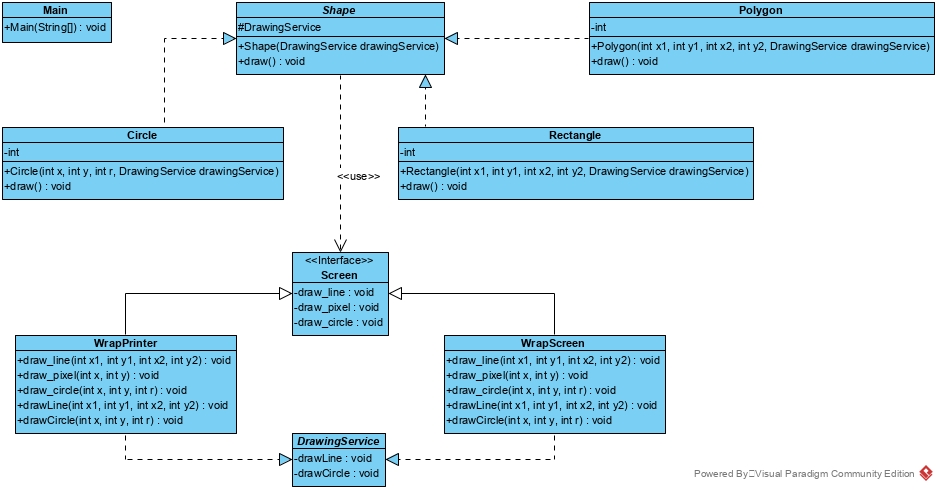 Main
+Main(String[]) : void
Shape
#DrawingService
+Shape(DrawingService drawingService)
+draw() : void
Polygon
-int
+Polygon(int x1, int y1, int x2, int y2, DrawingService drawingService)
+draw() : void
Circle
-int
+Circle(int x, int y, int r, DrawingService drawingService)
+draw() : void
Rectangle
-int
+Rectangle(int x1, int y1, int x2, int y2, DrawingService drawingService)
+draw() : void
<<use>>
<<Interface>>
Screen
-draw_line : void
-draw_pixel : void
-draw_circle : void
WrapPrinter
+draw_line(int x1, int y1, int x2, int y2) : void
+draw_pixel(int x, int y) : void
+draw_circle(int x, int y, int r) : void
+drawLine(int x1, int y1, int x2, int y2) : void
+drawCircle(int x, int y, int r) : void
WrapScreen
+draw_line(int x1, int y1, int x2, int y2) : void
+draw_pixel(int x, int y) : void
+draw_circle(int x, int y, int r) : void
+drawLine(int x1, int y1, int x2, int y2) : void
+drawCircle(int x, int y, int r) : void
DrawingService
-drawLine : void
-drawCircle : void
Powered By Visual Paradigm Community Edition